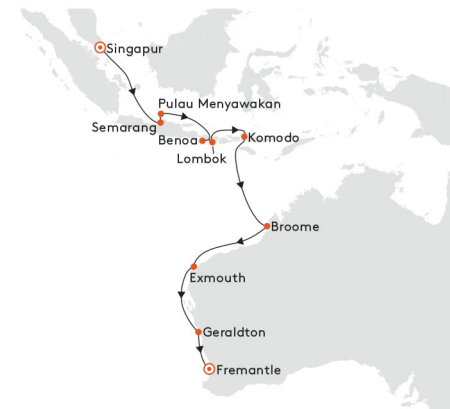 Singapur
Pulau Menyawakan
Semarang
Benoa
Komodo
Lombok
Broome
Exmouth
Geraldton
Fremantle